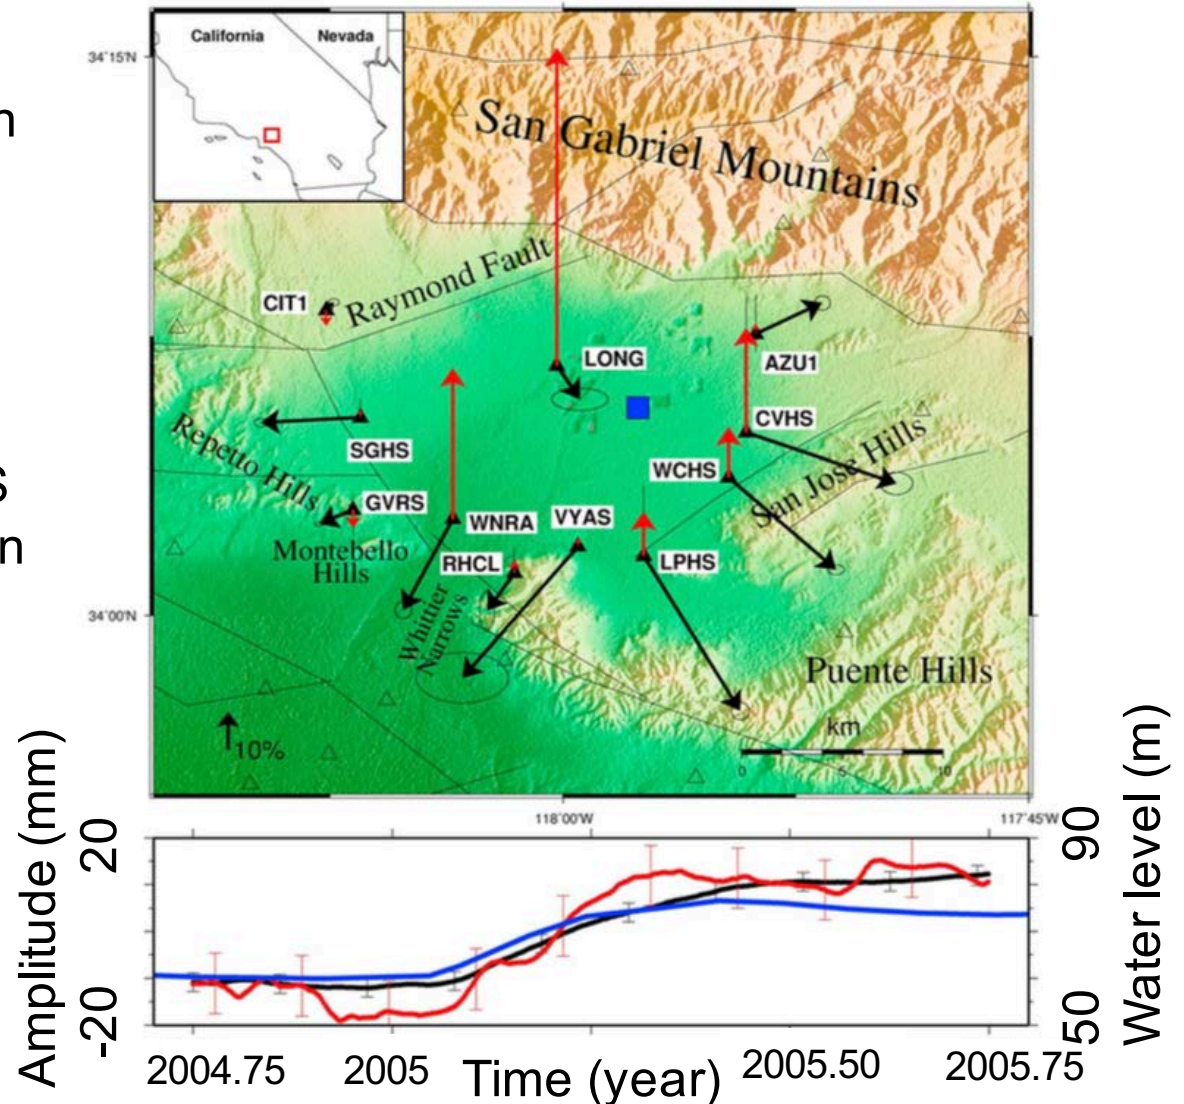 n
s
n
California
Nevada
34°15'N
San Gabriel Mountains
CIT1
Raymond Fault
LONG
AZU1
CVHS
Repetto Hills
SGHS
WCHS
San Jose Hills
GVRS
WNRA
VYAS
Montebello
Hills
RHCL
LPHS
34°00'N
Whittier
Narrows
Puente Hills
km
0 5 10
10%
118°00'W
117°45'W
Amplitude (mm)
20
-20
Water level (m)
90
50
2004.75
2005
Time (year)
2005.50
2005.75